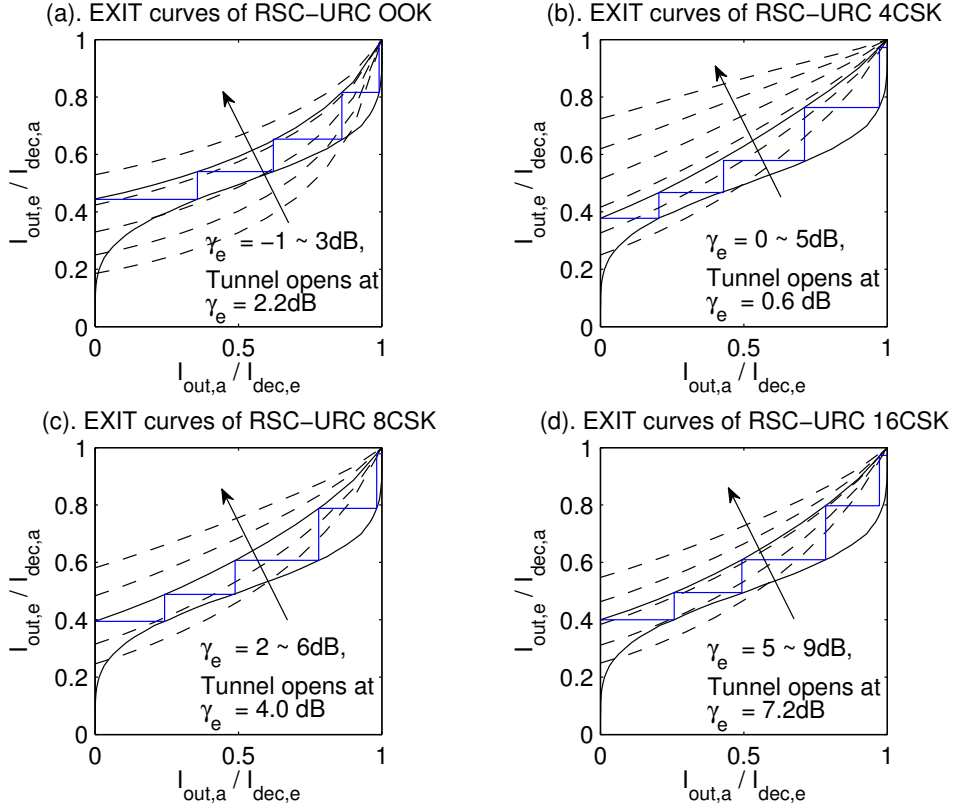 (a). EXIT curves of RSC−URC OOK
1
0.8
0.6
0.4
0.2
0
0
0.5
1
I_out,e / I_dec,a
I_out,a / I_dec,e
γ_e = −1 ~ 3dB,
Tunnel opens at
γ_e = 2.2dB
(b). EXIT curves of RSC−URC 4CSK
1
0.8
0.6
0.4
0.2
0
0
0.5
1
I_out,e / I_dec,a
I_out,a / I_dec,e
γ_e = 0 ~ 5dB,
Tunnel opens at
γ_e = 0.6 dB
(c). EXIT curves of RSC−URC 8CSK
1
0.8
0.6
0.4
0.2
0
0
0.5
1
I_out,e / I_dec,a
I_out,a / I_dec,e
γ_e = 2 ~ 6dB,
Tunnel opens at
γ_e = 4.0 dB
(d). EXIT curves of RSC−URC 16CSK
1
0.8
0.6
0.4
0.2
0
0
0.5
1
I_out,e / I_dec,a
I_out,a / I_dec,e
γ_e = 5 ~ 9dB,
Tunnel opens at
γ_e = 7.2dB